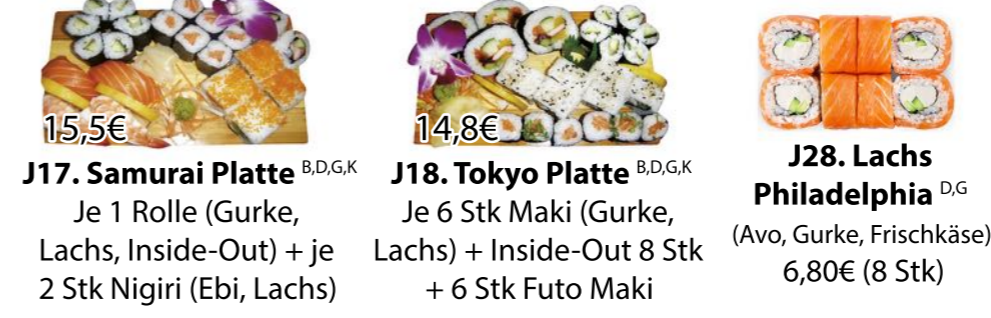 15,5€
J17. Samurai Platte B,D,G,K
Je 1 Rolle (Gurke,
Lachs, Inside-Out) + je
2 Stk Nigiri (Ebi, Lachs)
14,8€
J18. Tokyo Platte B,D,G,K
Je 6 Stk Maki (Gurke,
Lachs) + Inside-Out 8 Stk
+ 6 Stk Futo Maki
J28. Lachs
Philadelphia D,G
(Avo, Gurke, Frischkäse)
6,80€ (8 Stk)